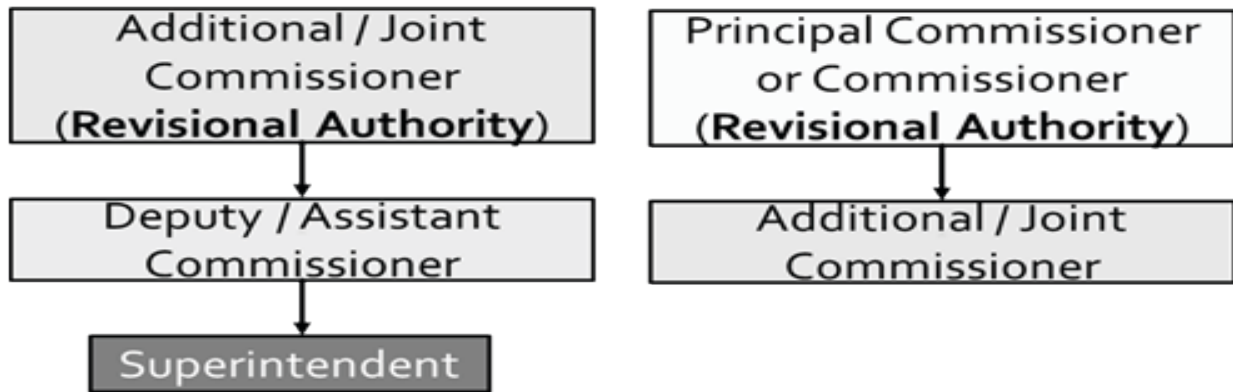 Additional / Joint
Commissioner
(Revisional Authority)
Deputy / Assistant
Commissioner
Superintendent
Principal Commissioner
or Commissioner
(Revisional Authority)
Additional / Joint
Commissioner